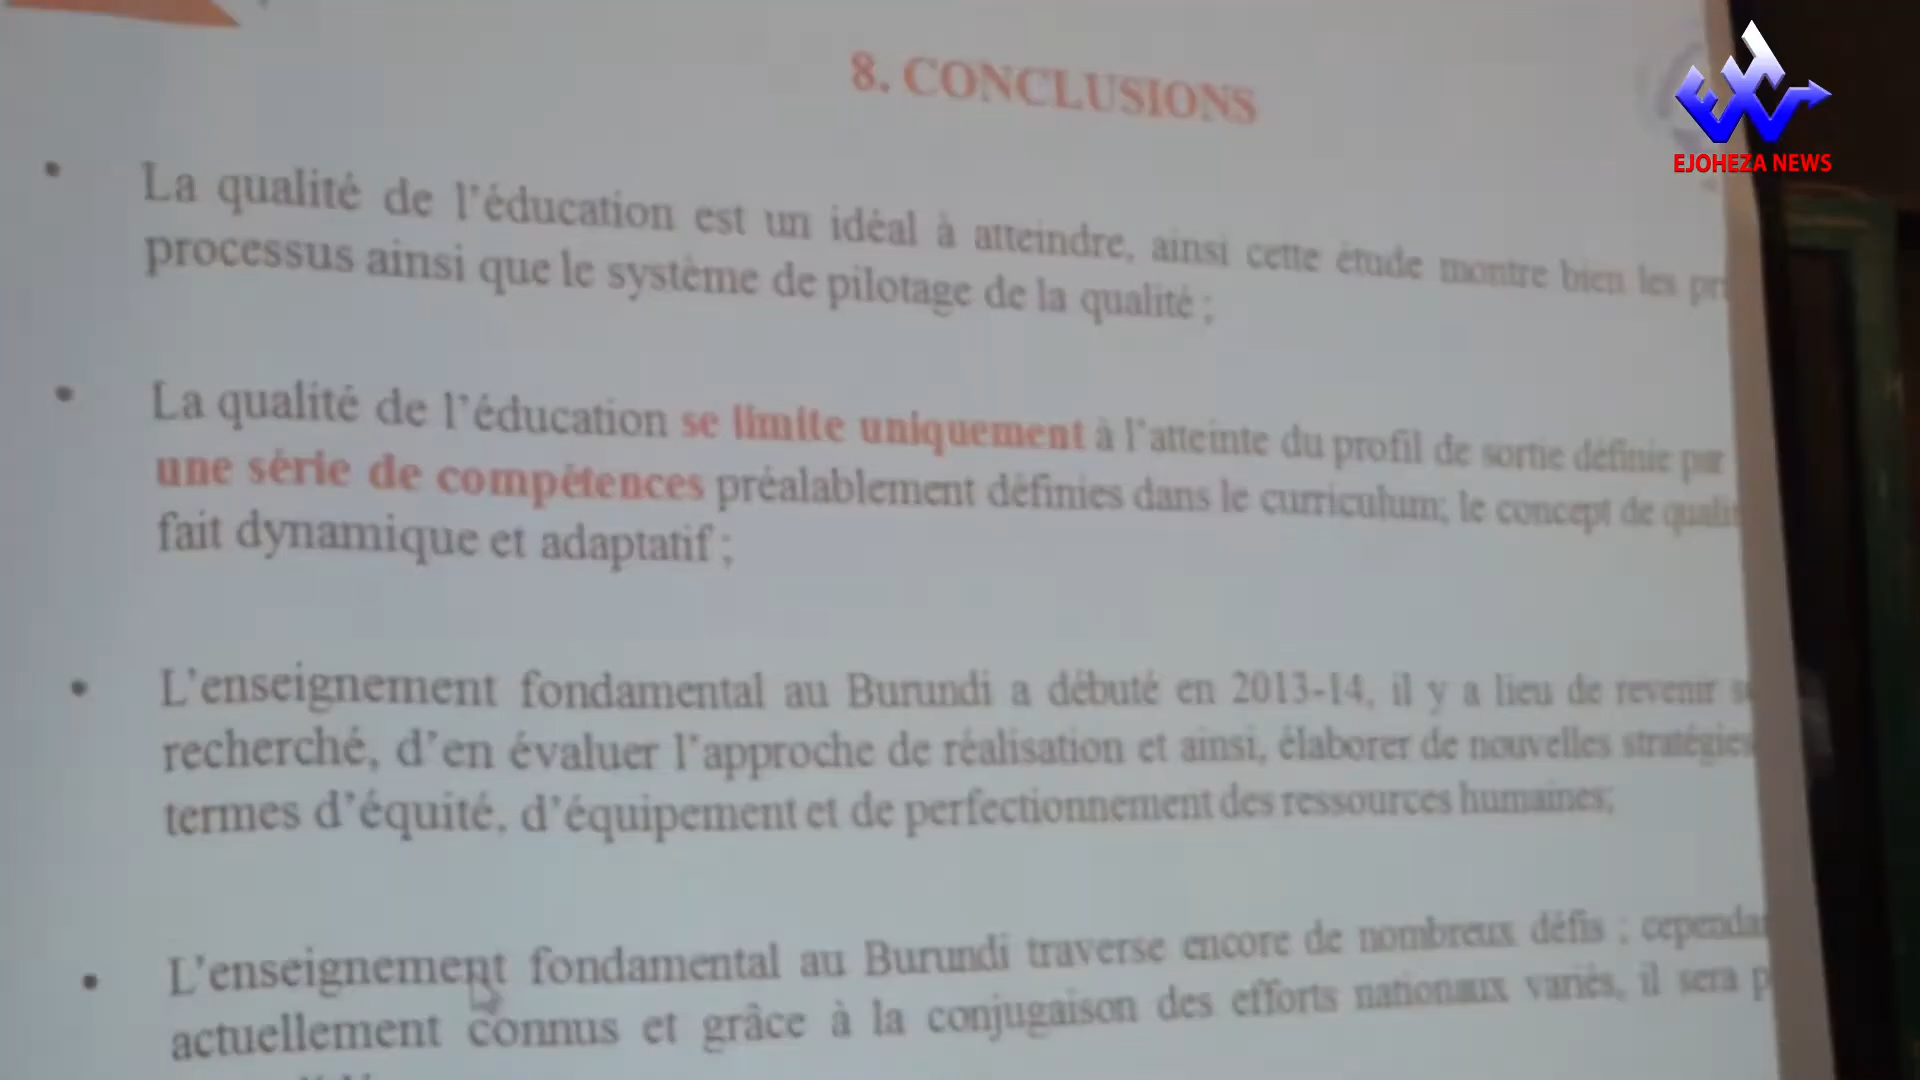 8. CONCLUSIONS
EJOHEZA NEWS
• La qualité de l'éducation est un idéal à atteindre, ainsi cette étude montre bien les
processus ainsi que le système de pilotage de la qualité ;
• La qualité de l'éducation se limite uniquement à l'atteinte du profil de sortie définie par
une série de compétences préalablement définies dans le curriculum; le concept de
fait dynamique et adaptatif ;
• L'enseignement fondamental au Burundi a débuté en 2013-14, il y a lieu de revenir
recherché, d'en évaluer l'approche de réalisation et ainsi, élaborer de nouvelles
termes d'équité, d'équipement et de perfectionnement des ressources humaines;
• L'enseignement fondamental au Burundi traverse encore de nombreux défis ;
actuellement connus et grâce à la conjugaison des efforts nationaux variés, il sera